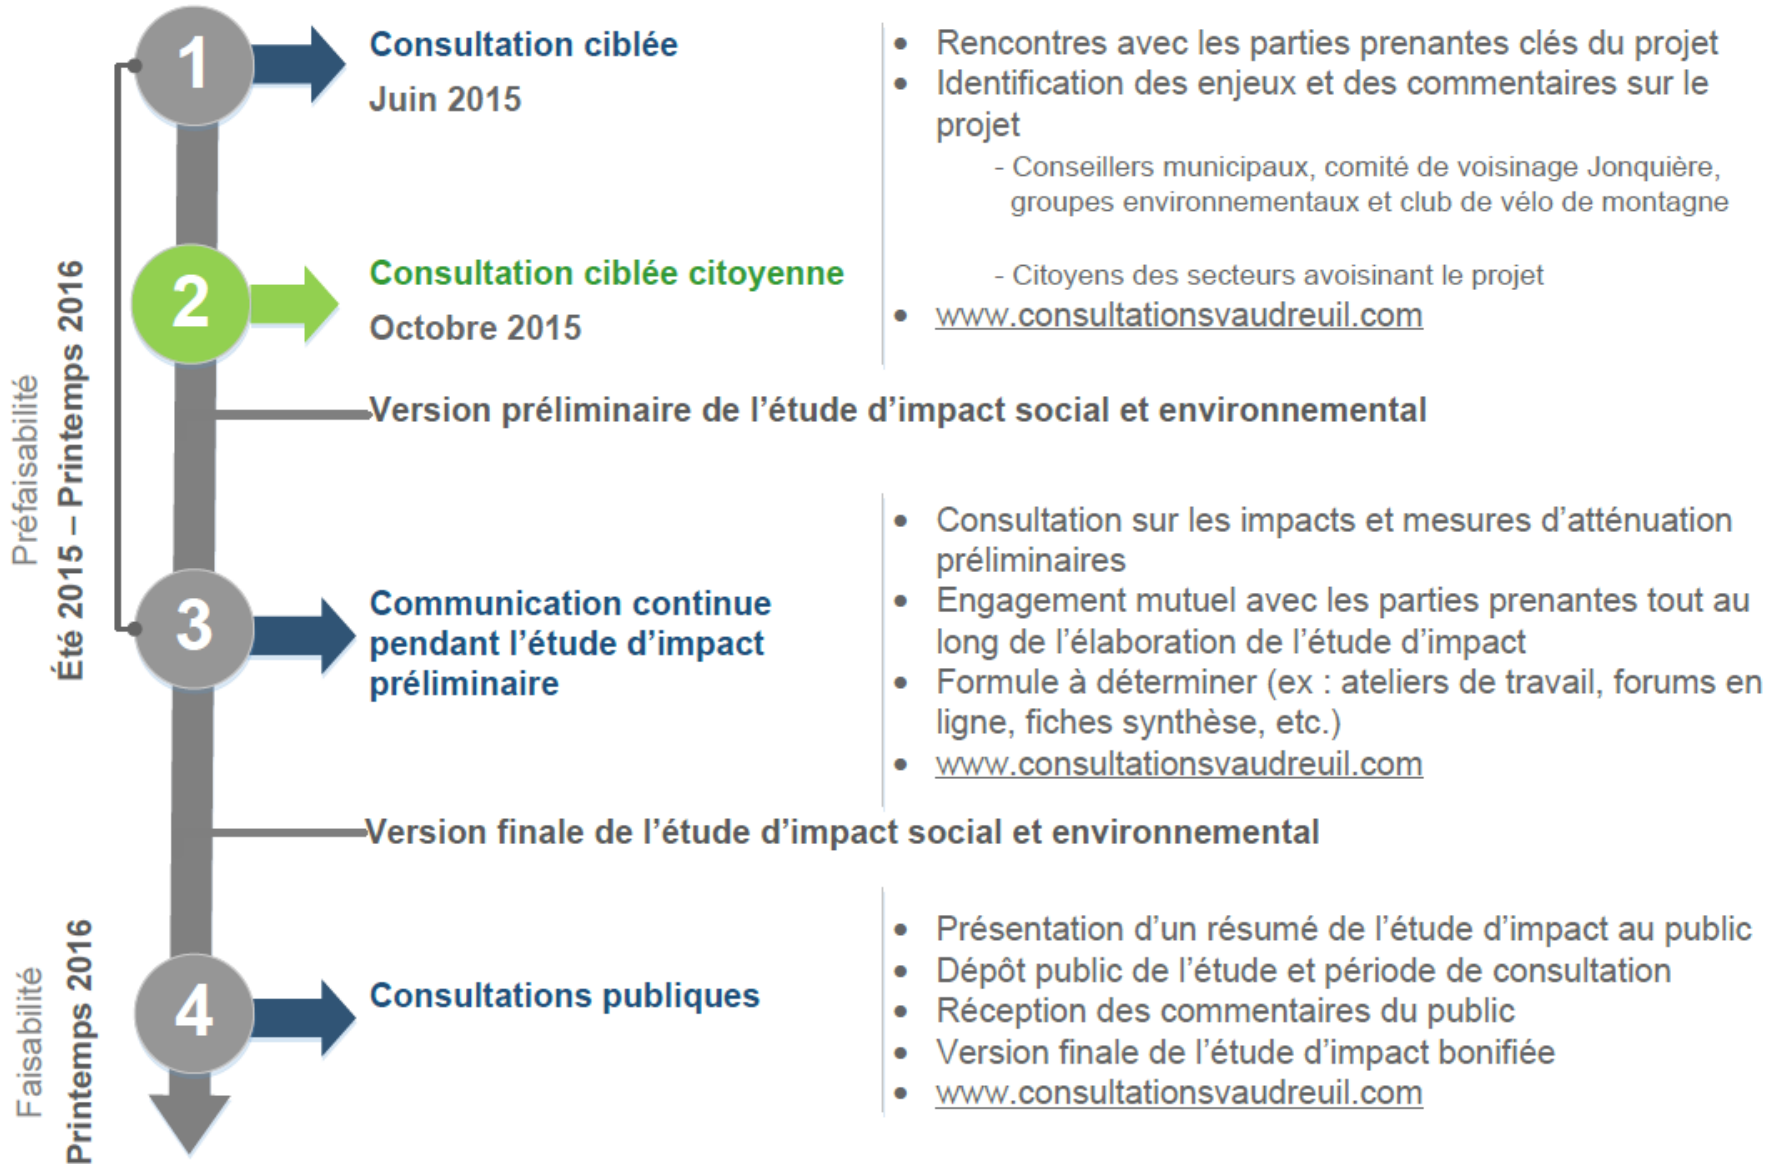 Préfaisabilité
Été 2015 – Printemps 2016
1
Consultation ciblée
Juin 2015
• Rencontres avec les parties prenantes clés du projet
• Identification des enjeux et des commentaires sur le
projet
- Conseillers municipaux, comité de voisinage Jonquière,
groupes environnementaux et club de vélo de montagne
2
Consultation ciblée citoyenne
Octobre 2015
- Citoyens des secteurs avoisinant le projet
• www.consultationsvaudreuil.com
Version préliminaire de l’étude d’impact social et environnemental
3
Communication continue
pendant l’étude d’impact
préliminaire
• Consultation sur les impacts et mesures d’atténuation
préliminaires
• Engagement mutuel avec les parties prenantes tout au
long de l’élaboration de l’étude d’impact
• Formule à déterminer (ex : ateliers de travail, forums en
ligne, fiches synthèse, etc.)
• www.consultationsvaudreuil.com
Version finale de l’étude d’impact social et environnemental
Faisabilité
Printemps 2016
4
Consultations publiques
• Présentation d’un résumé de l’étude d’impact au public
• Dépôt public de l’étude et période de consultation
• Réception des commentaires du public
• Version finale de l’étude d’impact bonifiée
• www.consultationsvaudreuil.com